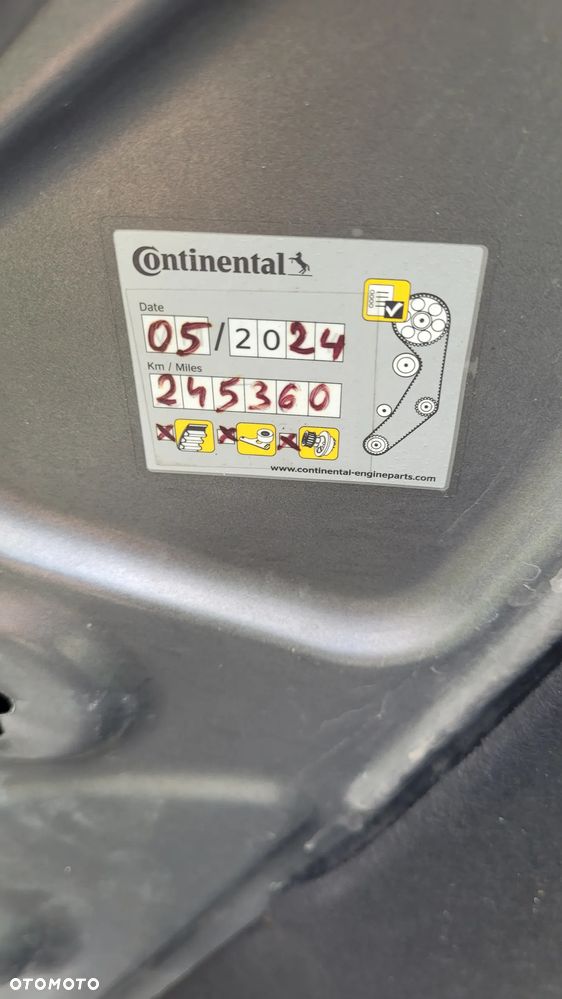 Continental
Date
05/2024
Km / Miles
245360
www.continental-engineparts.com
OTOMOTO